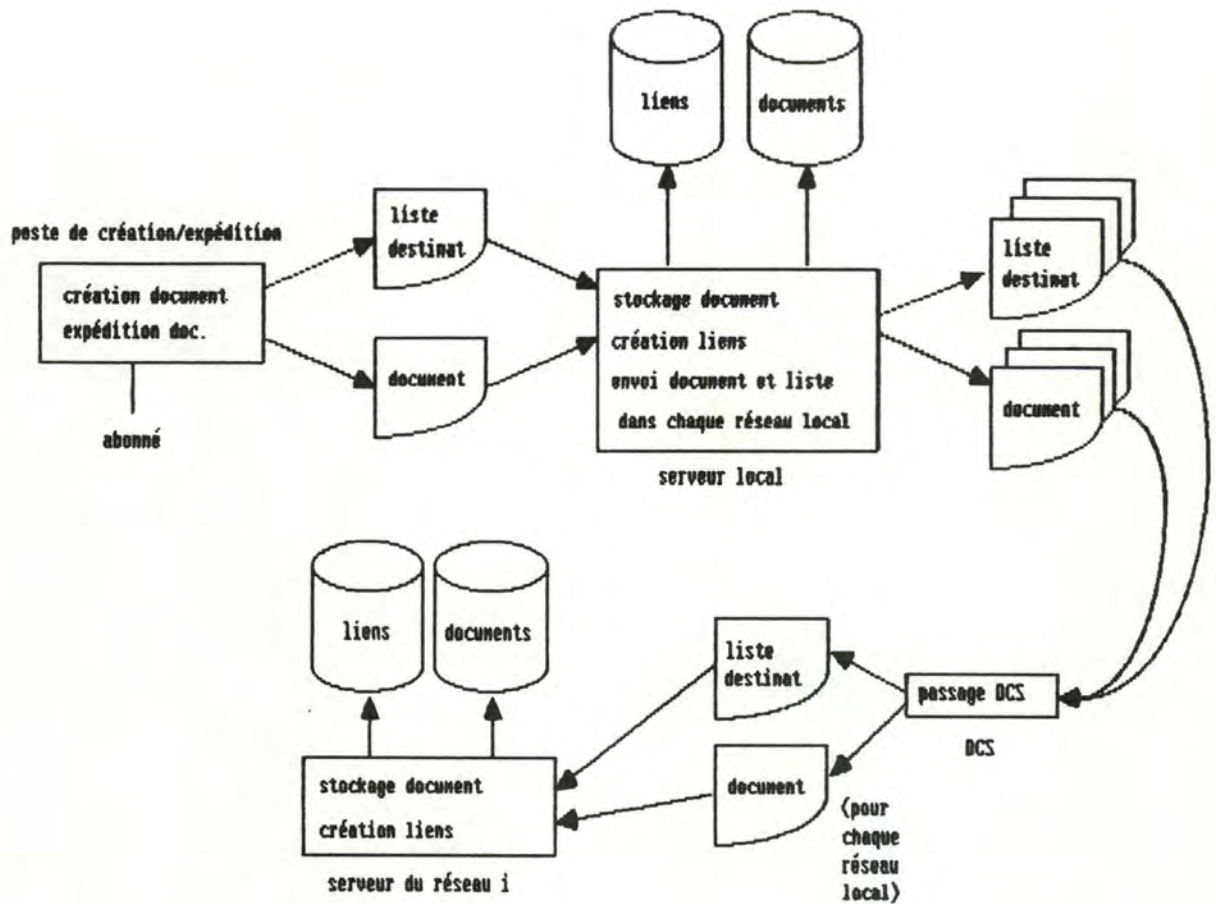 liens
documents
poste de création/expédition
création document
expédition doc.
abonné
liste
destinat
document
stockage document
création liens
envoi document et liste
dans chaque réseau local
serveur local
liste
destinat
document
liens
documents
stockage document
création liens
serveur du réseau i
liste
destinat
document
(pour
chaque
réseau
local)
passage DCS
DCS